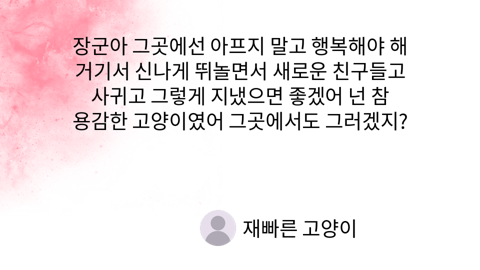 장군아 그곳에선 아프지 말고 행복해야 해
거기서 신나게 뛰놀면서 새로운 친구들고
사귀고 그렇게 지냈으면 좋겠어 넌 참
용감한 고양이였어 그곳에서도 그러겠지?
재빠른 고양이